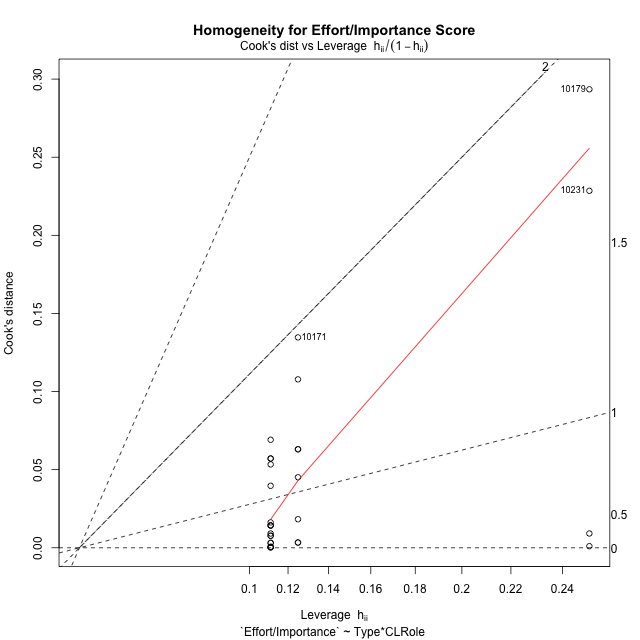 Homogeneity for Effort/Importance Score
Cook's dist vs Leverage hii/(1 − hii)
2
10179
10231
10171
0.30
0.25
0.20
0.15
0.10
0.05
0.00
Cook's distance
1.5
1
0.5
0
0.1 0.12 0.14 0.16 0.18 0.2 0.22 0.24
Leverage hii
`Effort/Importance` ~ Type*CLRole